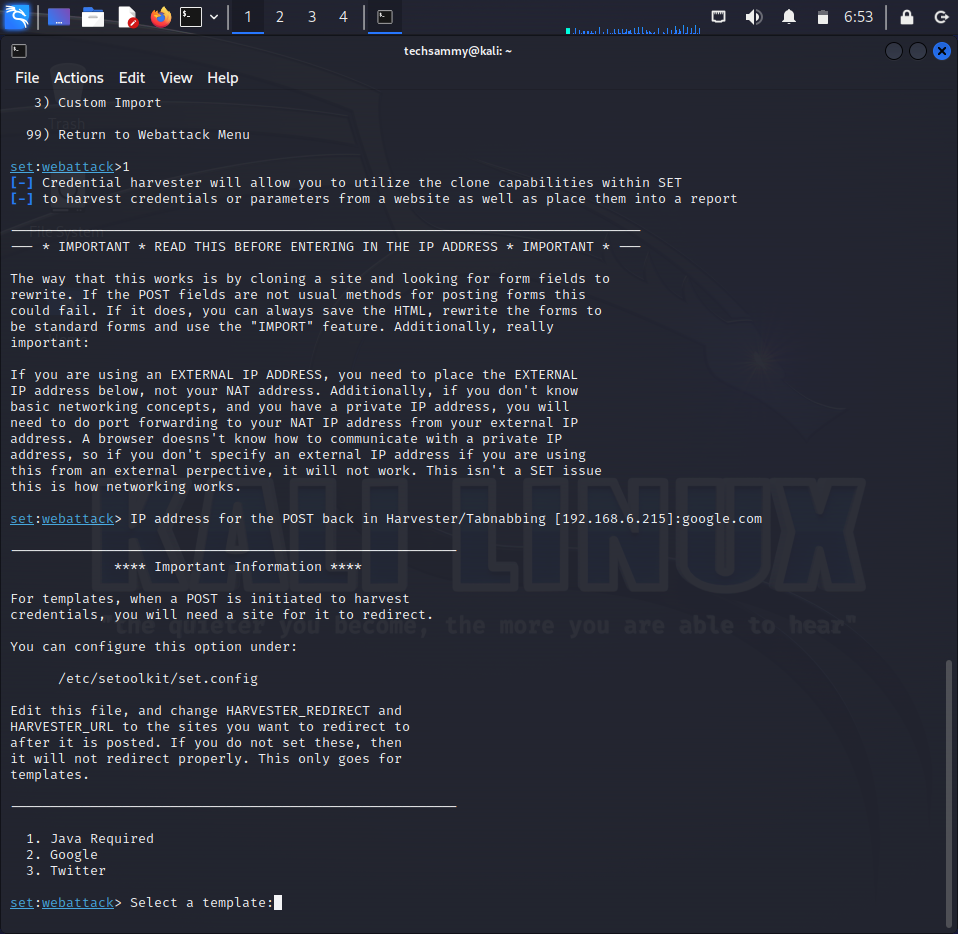 1 2 3 4 6:53
techsammy@kali: ~
File Actions Edit View Help
3) Custom Import
Trash
99) Return to Webattack Menu
set:webattack>1
[-] Credential harvester will allow you to utilize the clone capabilities within SET
[-] to harvest credentials or parameters from a website as well as place them into a report
File System
--- * IMPORTANT * READ THIS BEFORE ENTERING IN THE IP ADDRESS * IMPORTANT * ---
The way that this works is by cloning a site and looking for form fields to
rewrite. If the POST fields are not usual methods for posting forms this
could fail. If it does, you can always save the HTML, rewrite the forms to
be standard forms and use the "IMPORT" feature. Additionally, really
important:
If you are using an EXTERNAL IP ADDRESS, you need to place the EXTERNAL
IP address below, not your NAT address. Additionally, if you don't know
basic networking concepts, and you have a private IP address, you will
need to do port forwarding to your NAT IP address from your external IP
address. A browser doesns't know how to communicate with a private IP
address, so if you don't specify an external IP address if you are using
this from an external perpective, it will not work. This isn't a SET issue
this is how networking works.
set:webattack> IP address for the POST back in Harvester/Tabnabbing [192.168.6.215]:google.com
KALI LINUX
**** Important Information ****
For templates, when a POST is initiated to harvest
credentials, you will need a site for it to redirect.
"the quieter you become, the more you are able to hear"
You can configure this option under:
/etc/setoolkit/set.config
Edit this file, and change HARVESTER_REDIRECT and
HARVESTER_URL to the sites you want to redirect to
after it is posted. If you do not set these, then
it will not redirect properly. This only goes for
templates.
1. Java Required
2. Google
3. Twitter
set:webattack> Select a template: